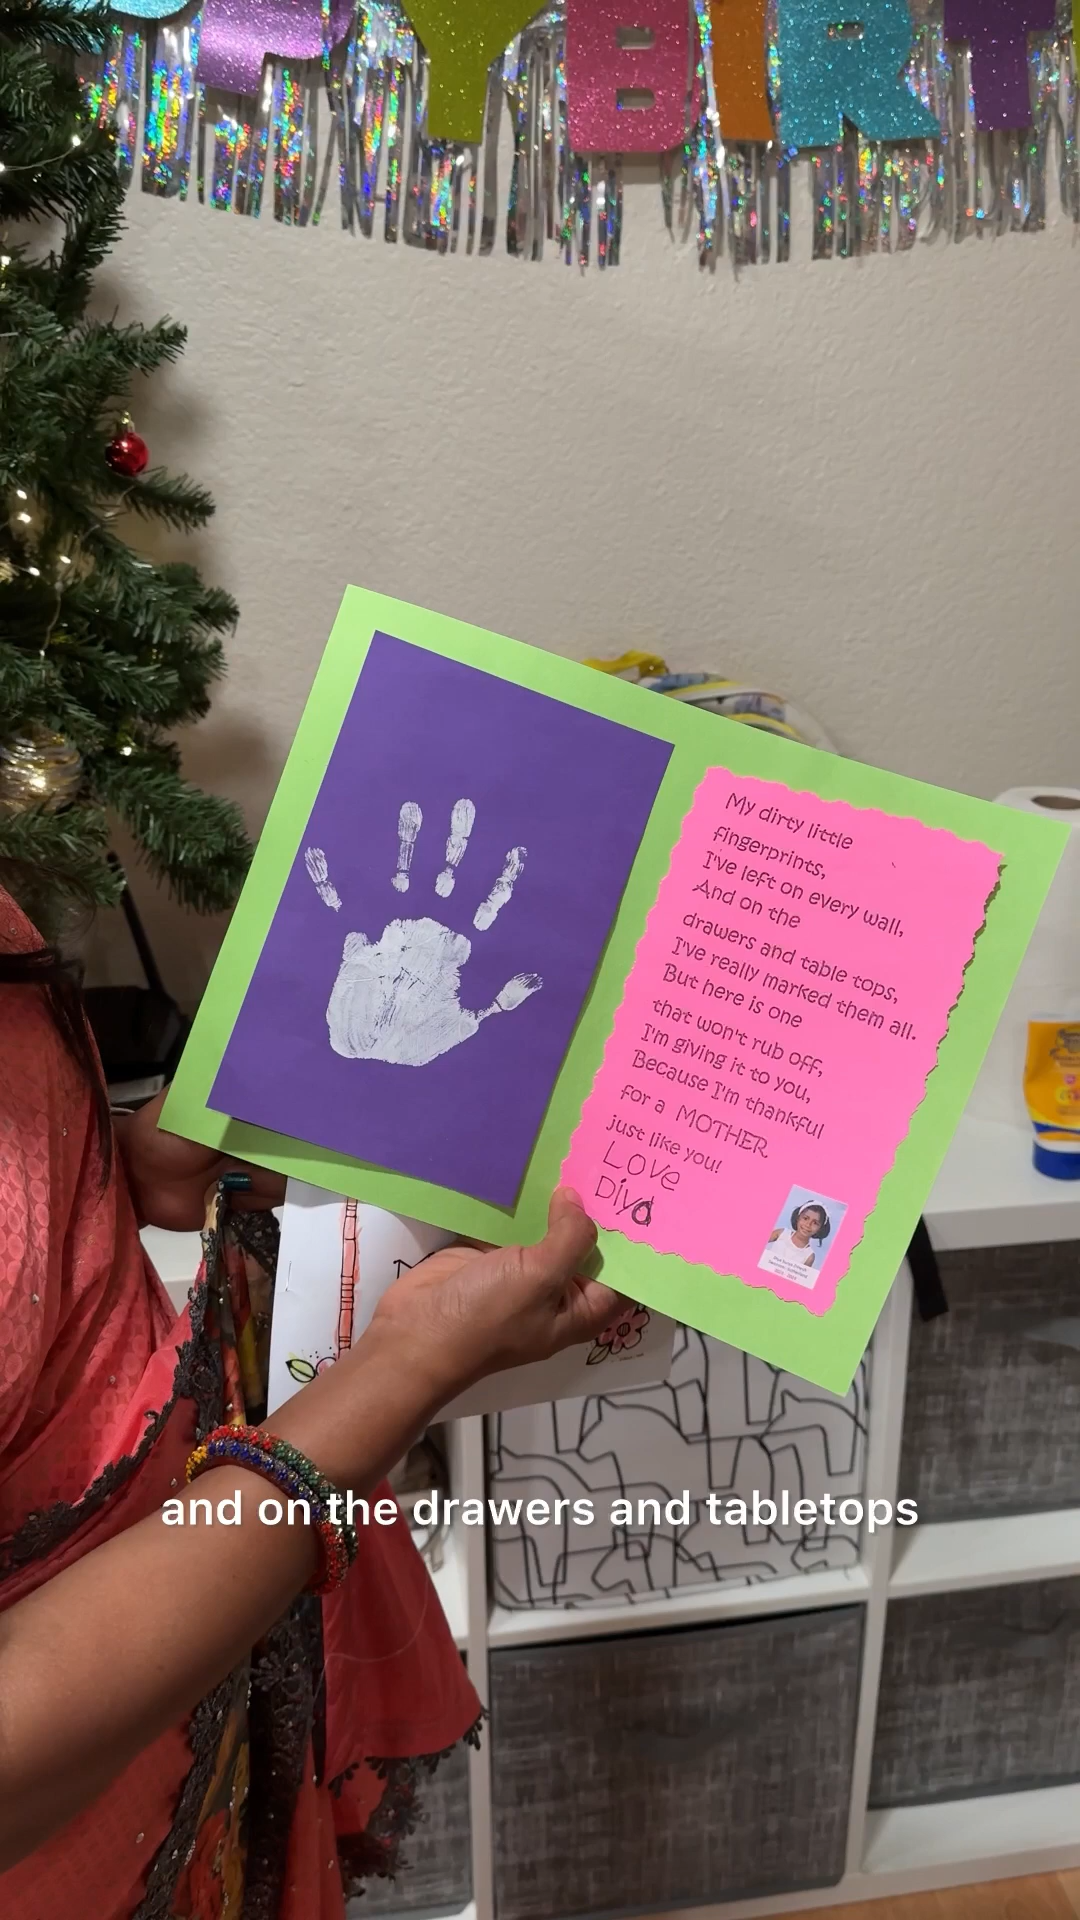 PY BIRT
My dirty little
fingerprints,
I've left on every wall,
And on the
drawers and table tops,
I've really marked them all.
But here is one
that won't rub off,
I'm giving it to you,
Because I'm thankful
for a MOTHER
just like you!
Love
Diya
and on the drawers and tabletops